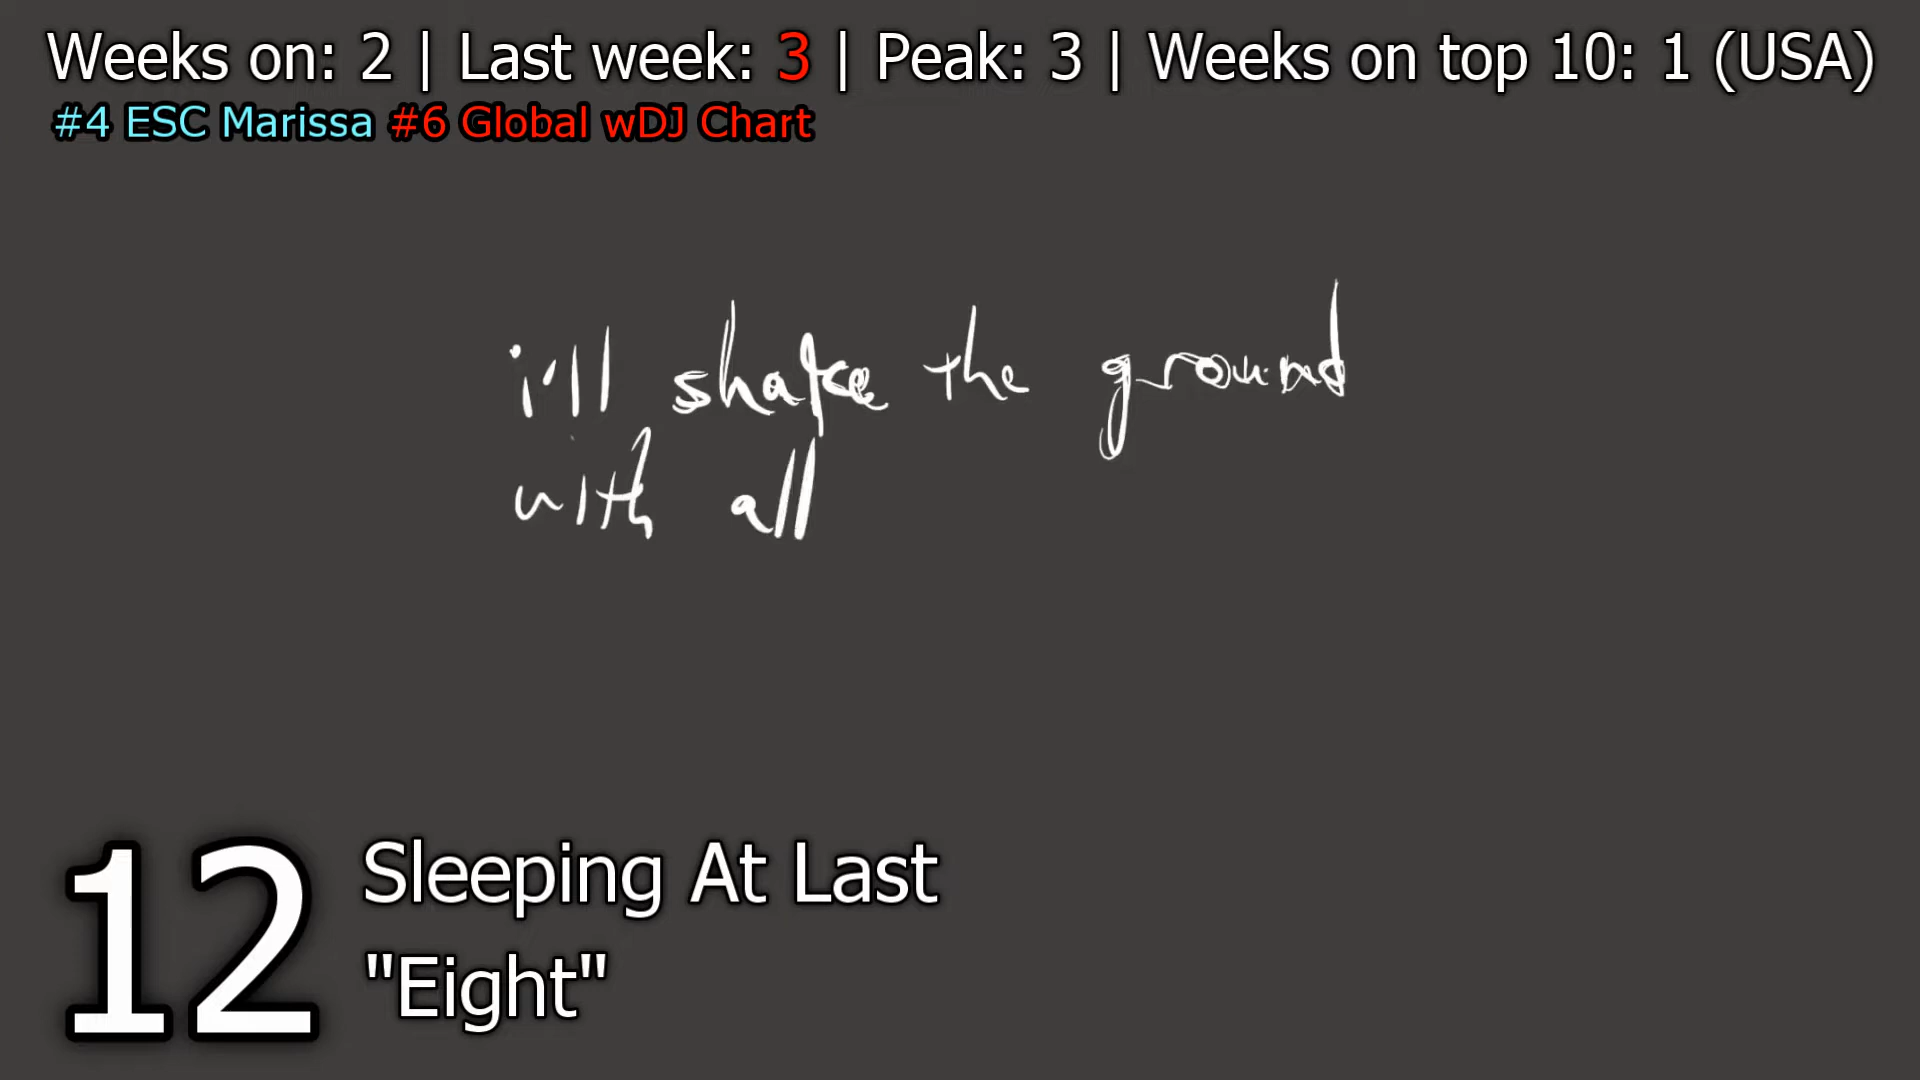 Weeks on: 2 | Last week: 3 | Peak: 3 | Weeks on top 10: 1 (USA)
#4 ESC Marissa #6 Global wDJ Chart
i'll shake the ground
with all
12
Sleeping At Last
"Eight"